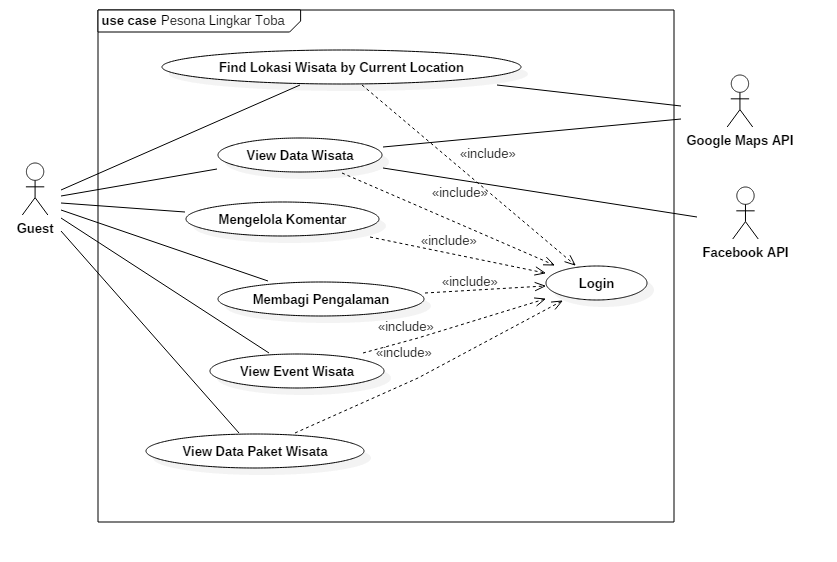 use case Pesona Lingkar Toba
Find Lokasi Wisata by Current Location
Google Maps API
«include»
View Data Wisata
«include»
Guest
Mengelola Komentar
«include»
Facebook API
«include»
Login
Membagi Pengalaman
«include»
«include»
View Event Wisata
View Data Paket Wisata